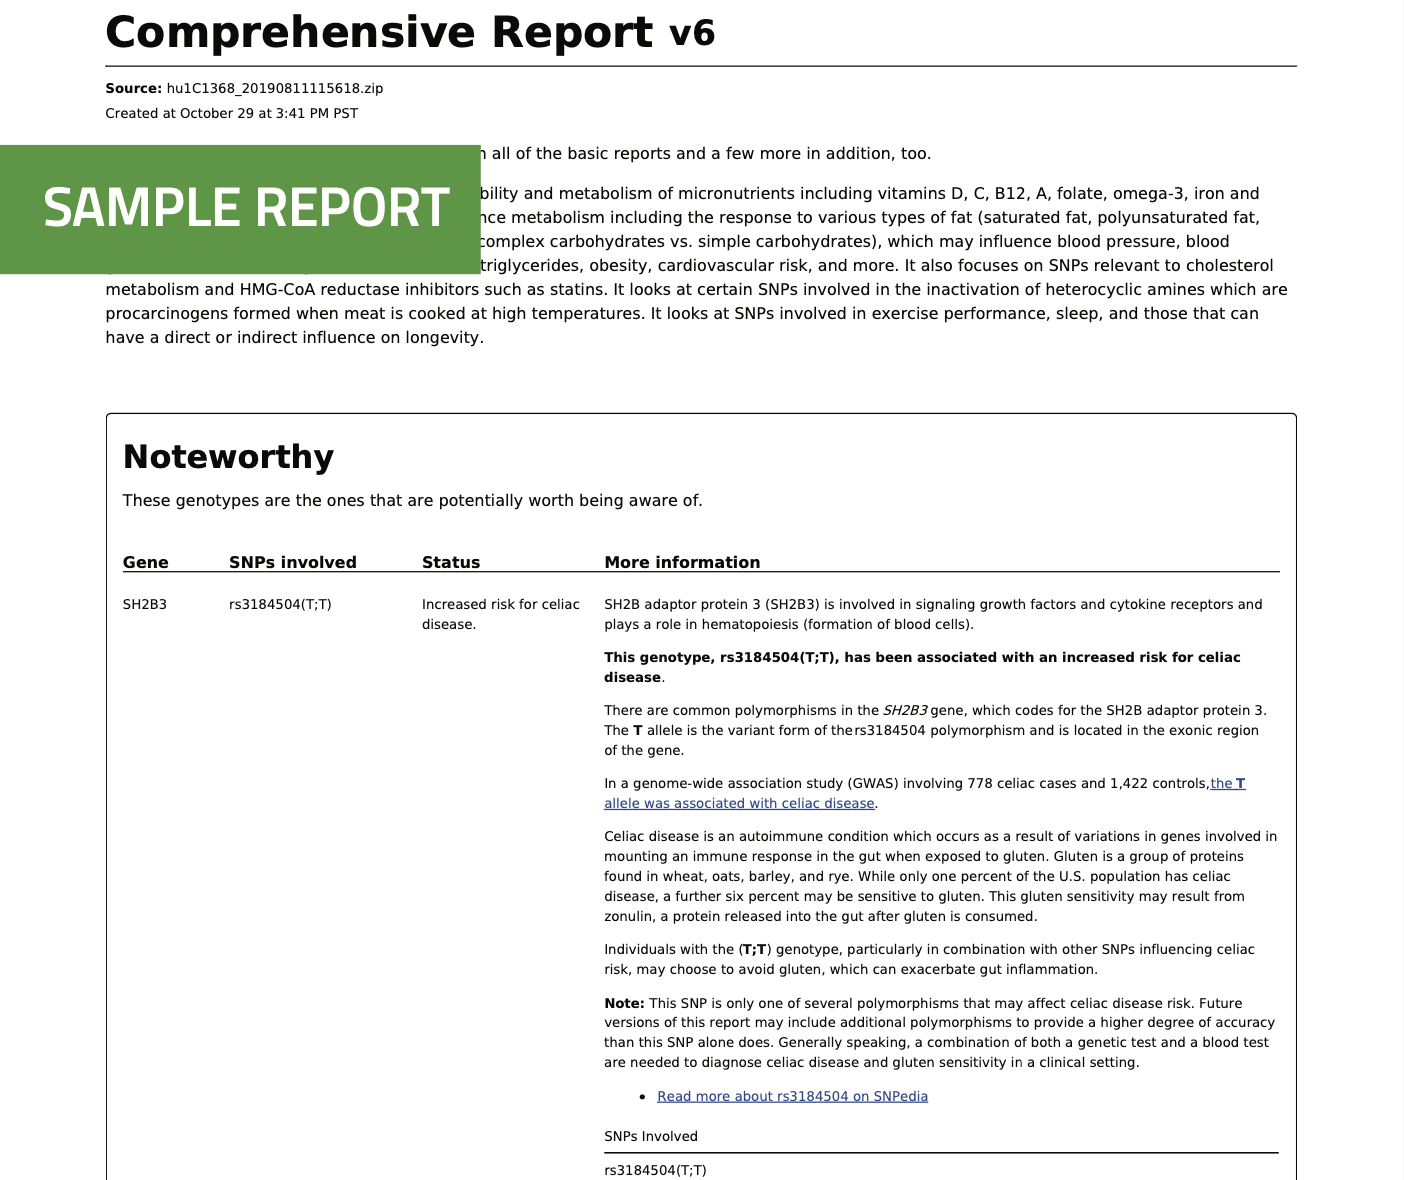 Comprehensive Report v6
Source: hu1C1368_20190811115618.zip
Created at October 29 at 3:41 PM PST
all of the basic reports and a few more in addition, too.
SAMPLE REPORT
and metabolism of micronutrients including vitamins D, C, B12, A, folate, omega-3, iron and
metabolism including the response to various types of fat (saturated fat, polyunsaturated fat,
complex carbohydrates vs. simple carbohydrates), which may influence blood pressure, blood
triglycerides, obesity, cardiovascular risk, and more. It also focuses on SNPs relevant to cholesterol
metabolism and HMG-CoA reductase inhibitors such as statins. It looks at certain SNPs involved in the inactivation of heterocyclic amines which are
procarcinogens formed when meat is cooked at high temperatures. It looks at SNPs involved in exercise performance, sleep, and those that can
have a direct or indirect influence on longevity.
Noteworthy
These genotypes are the ones that are potentially worth being aware of.
Gene SNPs involved Status More information
SH2B3 rs3184504(T;T) Increased risk for celiac disease.
SH2B adaptor protein 3 (SH2B3) is involved in signaling growth factors and cytokine receptors and
plays a role in hematopoiesis (formation of blood cells).
This genotype, rs3184504(T;T), has been associated with an increased risk for celiac
disease.
There are common polymorphisms in the SH2B3 gene, which codes for the SH2B adaptor protein 3.
The T allele is the variant form of the rs3184504 polymorphism and is located in the exonic region
of the gene.
In a genome-wide association study (GWAS) involving 778 celiac cases and 1,422 controls, the T
allele was associated with celiac disease.
Celiac disease is an autoimmune condition which occurs as a result of variations in genes involved in
mounting an immune response in the gut when exposed to gluten. Gluten is a group of proteins
found in wheat, oats, barley, and rye. While only one percent of the U.S. population has celiac
disease, a further six percent may be sensitive to gluten. This gluten sensitivity may result from
zonulin, a protein released into the gut after gluten is consumed.
Individuals with the (T;T) genotype, particularly in combination with other SNPs influencing celiac
risk, may choose to avoid gluten, which can exacerbate gut inflammation.
Note: This SNP is only one of several polymorphisms that may affect celiac disease risk. Future
versions of this report may include additional polymorphisms to provide a higher degree of accuracy
than this SNP alone does. Generally speaking, a combination of both a genetic test and a blood test
are needed to diagnose celiac disease and gluten sensitivity in a clinical setting.
• Read more about rs3184504 on SNPedia
SNPs Involved
rs3184504(T;T)